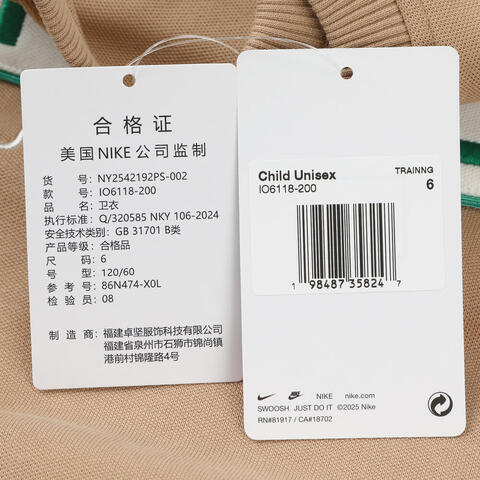 合格证
美国NIKE公司监制
货 号: NY2542192PS-002
款 号: IO6118-200
品 名: 卫衣
执行标准: Q/320585 NKY 106-2024
安全技术类别: GB 31701 B类
产品等级: 合格品
尺 码: 6
型 号: 120/60
参 考 号: 86N474-X0L
检 验 员: 08
制 造 商: 福建卓坚服饰科技有限公司
福建省泉州市石狮市锦尚镇
港前村锦隆路4号
Child Unisex TRAINNG
IO6118-200 6
1 98487 35824 7
NIKE nike.com
SWOOSH JUST DO IT ©2025 Nike
RN#81917 / CA#18702